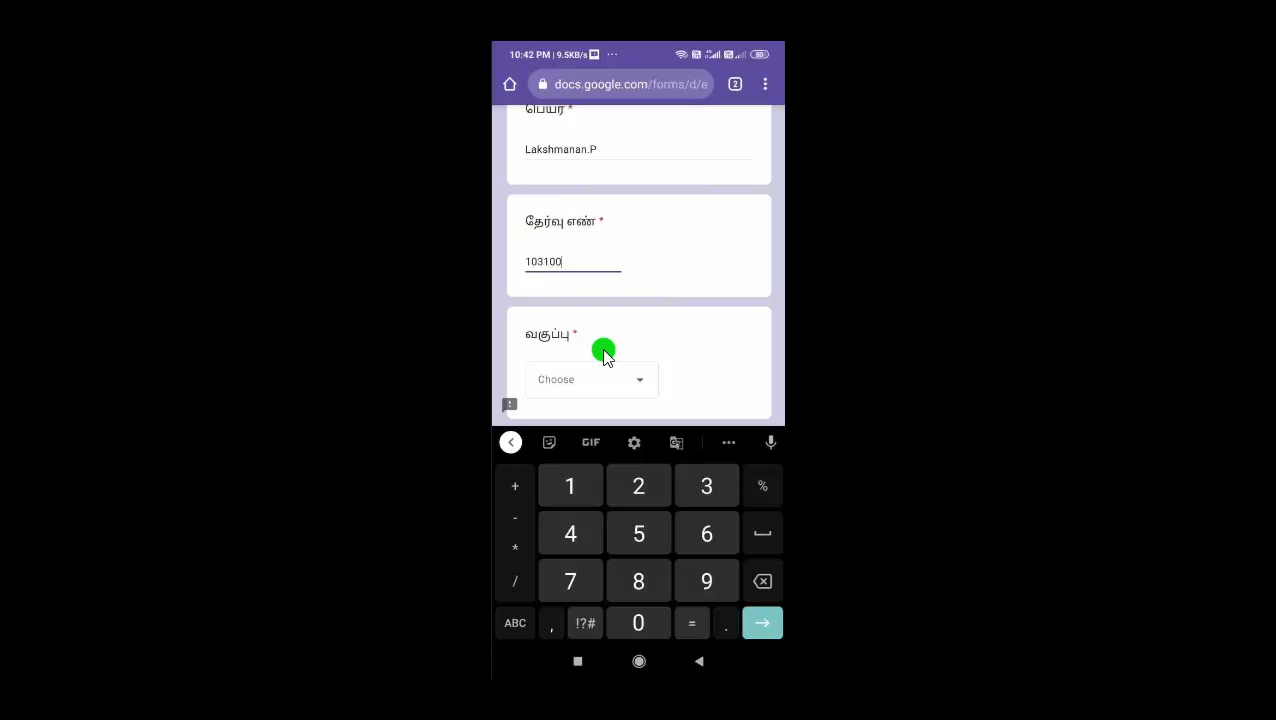 10:42 PM | 9.5KB/s ...
docs.google.com/forms/d/e
2
பெயர் *
Lakshmanan.P
தேர்வு எண் *
103100
வகுப்பு *
Choose
GIF
+ 1 2 3 %
- 4 5 6
*
/ 7 8 9
ABC , !?# 0 = .